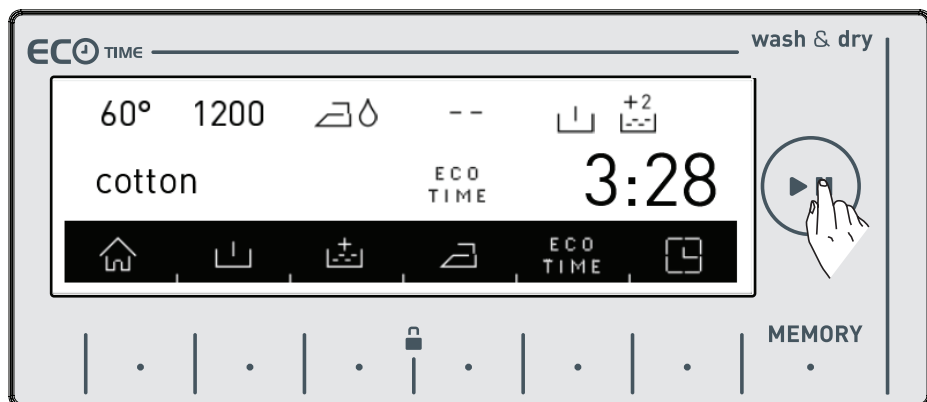 ECO TIME
wash & dry
60° 1200 -- +2
cotton ECO TIME 3:28
+ ECO TIME
MEMORY